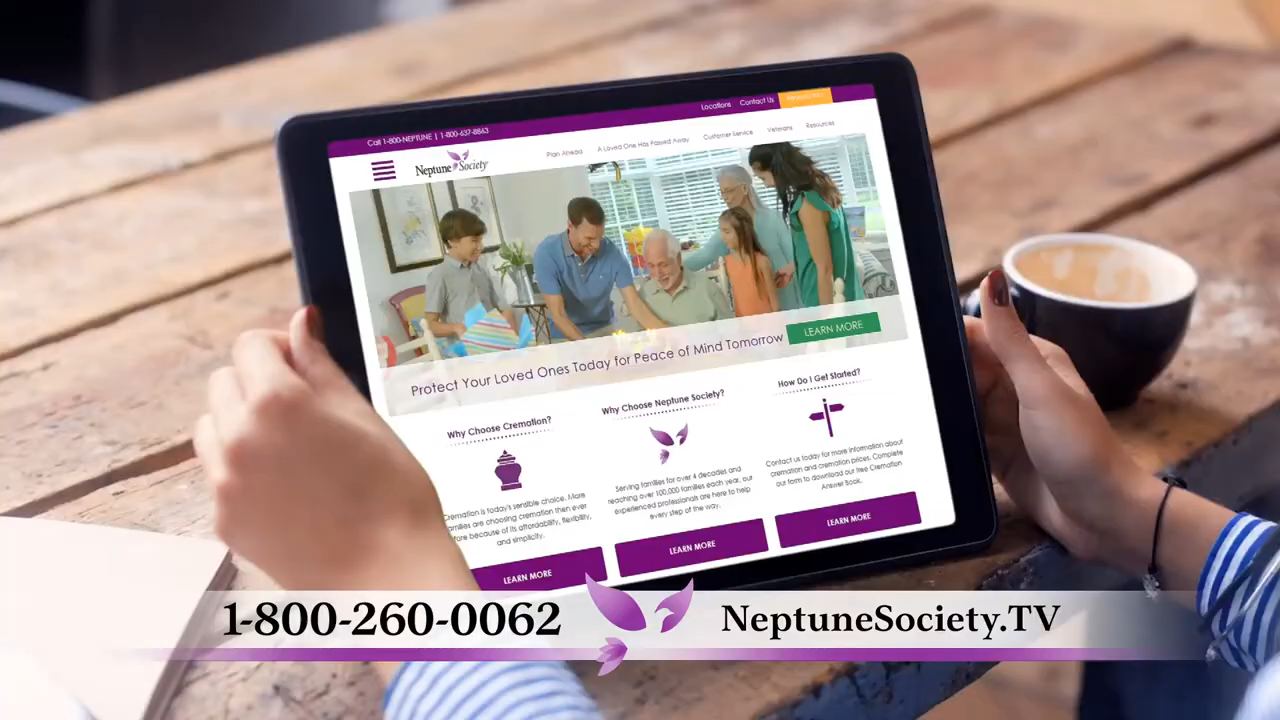 Locations Contact Us
Call 1-800-NEPTUNE | 1-800-637-8863
Neptune Society
Plan Ahead A Loved One Has Passed Away Customer Service Veterans Resources
Protect Your Loved Ones Today for Peace of Mind Tomorrow LEARN MORE
Why Choose Cremation?
Cremation is today's sensible choice. More
families are choosing cremation then ever
before because of its affordability, flexibility,
and simplicity.
LEARN MORE
Why Choose Neptune Society?
Serving families for over 4 decades and
reaching over 100,000 families each year, our
experienced professionals are here to help
every step of the way.
LEARN MORE
How Do I Get Started?
Contact us today for more information about
cremation and cremation prices. Complete
our form to download our free Cremation
Answer Book.
LEARN MORE
1-800-260-0062 NeptuneSociety.TV